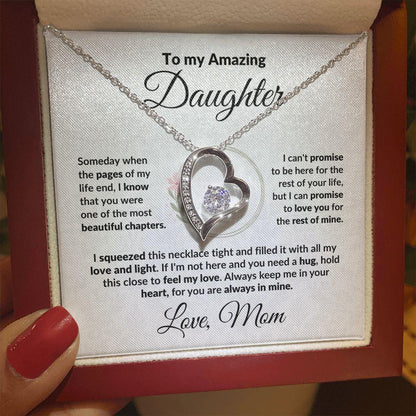 To my Amazing
Daughter
Someday when
the pages of my
life end, I know
that you were
one of the most
beautiful chapters.
I can't promise
to be here for the
rest of your life,
but I can promise
to love you for
the rest of mine.
I squeezed this necklace tight and filled it with all my
love and light. If I'm not here and you need a hug, hold
this close to feel my love. Always keep me in your
heart, for you are always in mine.
Love, Mom